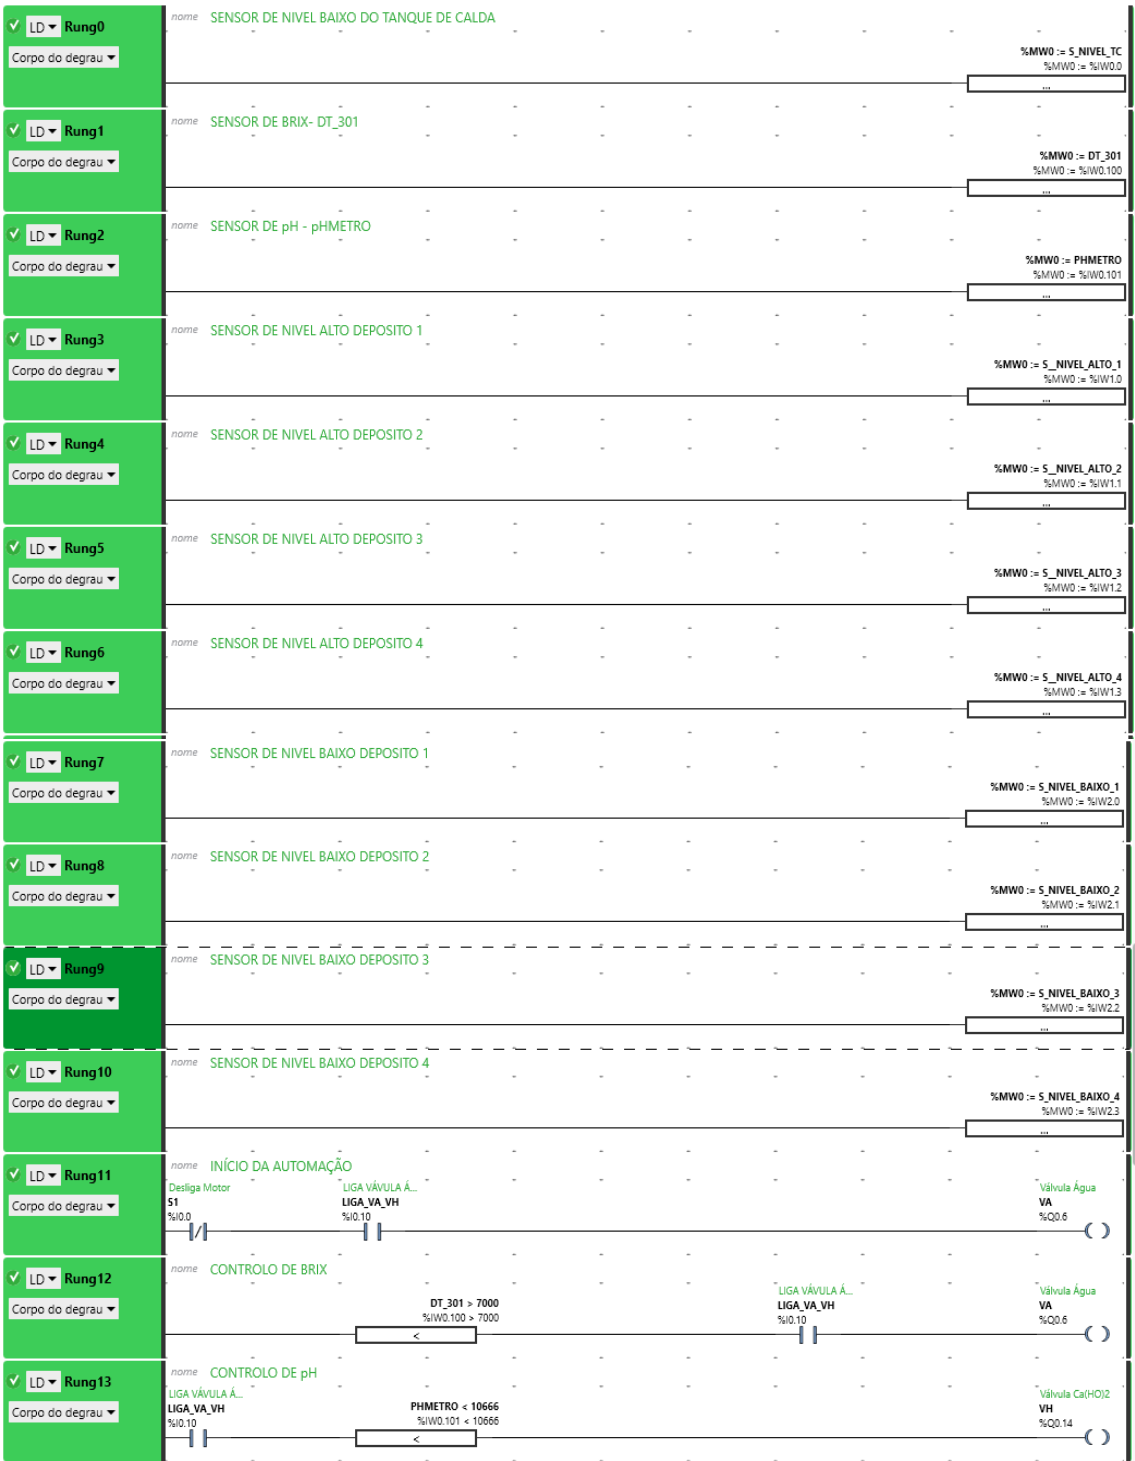 LD Rung0
Corpo do degrau
nome SENSOR DE NIVEL BAIXO DO TANQUE DE CALDA
%MW0 := S_NIVEL_TC
%MW0 := %IW0.0
...
LD Rung1
Corpo do degrau
nome SENSOR DE BRIX- DT_301
%MW0 := DT_301
%MW0 := %IW0.100
...
LD Rung2
Corpo do degrau
nome SENSOR DE pH - pHMETRO
%MW0 := PHMETRO
%MW0 := %IW0.101
...
LD Rung3
Corpo do degrau
nome SENSOR DE NIVEL ALTO DEPOSITO 1
%MW0 := S__NIVEL_ALTO_1
%MW0 := %IW1.0
...
LD Rung4
Corpo do degrau
nome SENSOR DE NIVEL ALTO DEPOSITO 2
%MW0 := S__NIVEL_ALTO_2
%MW0 := %IW1.1
...
LD Rung5
Corpo do degrau
nome SENSOR DE NIVEL ALTO DEPOSITO 3
%MW0 := S__NIVEL_ALTO_3
%MW0 := %IW1.2
...
LD Rung6
Corpo do degrau
nome SENSOR DE NIVEL ALTO DEPOSITO 4
%MW0 := S__NIVEL_ALTO_4
%MW0 := %IW1.3
...
LD Rung7
Corpo do degrau
nome SENSOR DE NIVEL BAIXO DEPOSITO 1
%MW0 := S_NIVEL_BAIXO_1
%MW0 := %IW2.0
...
LD Rung8
Corpo do degrau
nome SENSOR DE NIVEL BAIXO DEPOSITO 2
%MW0 := S_NIVEL_BAIXO_2
%MW0 := %IW2.1
...
LD Rung9
Corpo do degrau
nome SENSOR DE NIVEL BAIXO DEPOSITO 3
%MW0 := S_NIVEL_BAIXO_3
%MW0 := %IW2.2
...
LD Rung10
Corpo do degrau
nome SENSOR DE NIVEL BAIXO DEPOSITO 4
%MW0 := S_NIVEL_BAIXO_4
%MW0 := %IW2.3
...
LD Rung11
Corpo do degrau
nome INÍCIO DA AUTOMAÇÃO
Desliga Motor
S1
%I0.0
LIGA VÁVULA Á...
LIGA_VA_VH
%I0.10
Válvula Água
VA
%Q0.6
LD Rung12
Corpo do degrau
nome CONTROLO DE BRIX
DT_301 > 7000
%IW0.100 > 7000
<
LIGA VÁVULA Á...
LIGA_VA_VH
%I0.10
Válvula Água
VA
%Q0.6
LD Rung13
Corpo do degrau
nome CONTROLO DE pH
LIGA VÁVULA Á...
LIGA_VA_VH
%I0.10
PHMETRO < 10666
%IW0.101 < 10666
<
Válvula Ca(HO)2
VH
%Q0.14